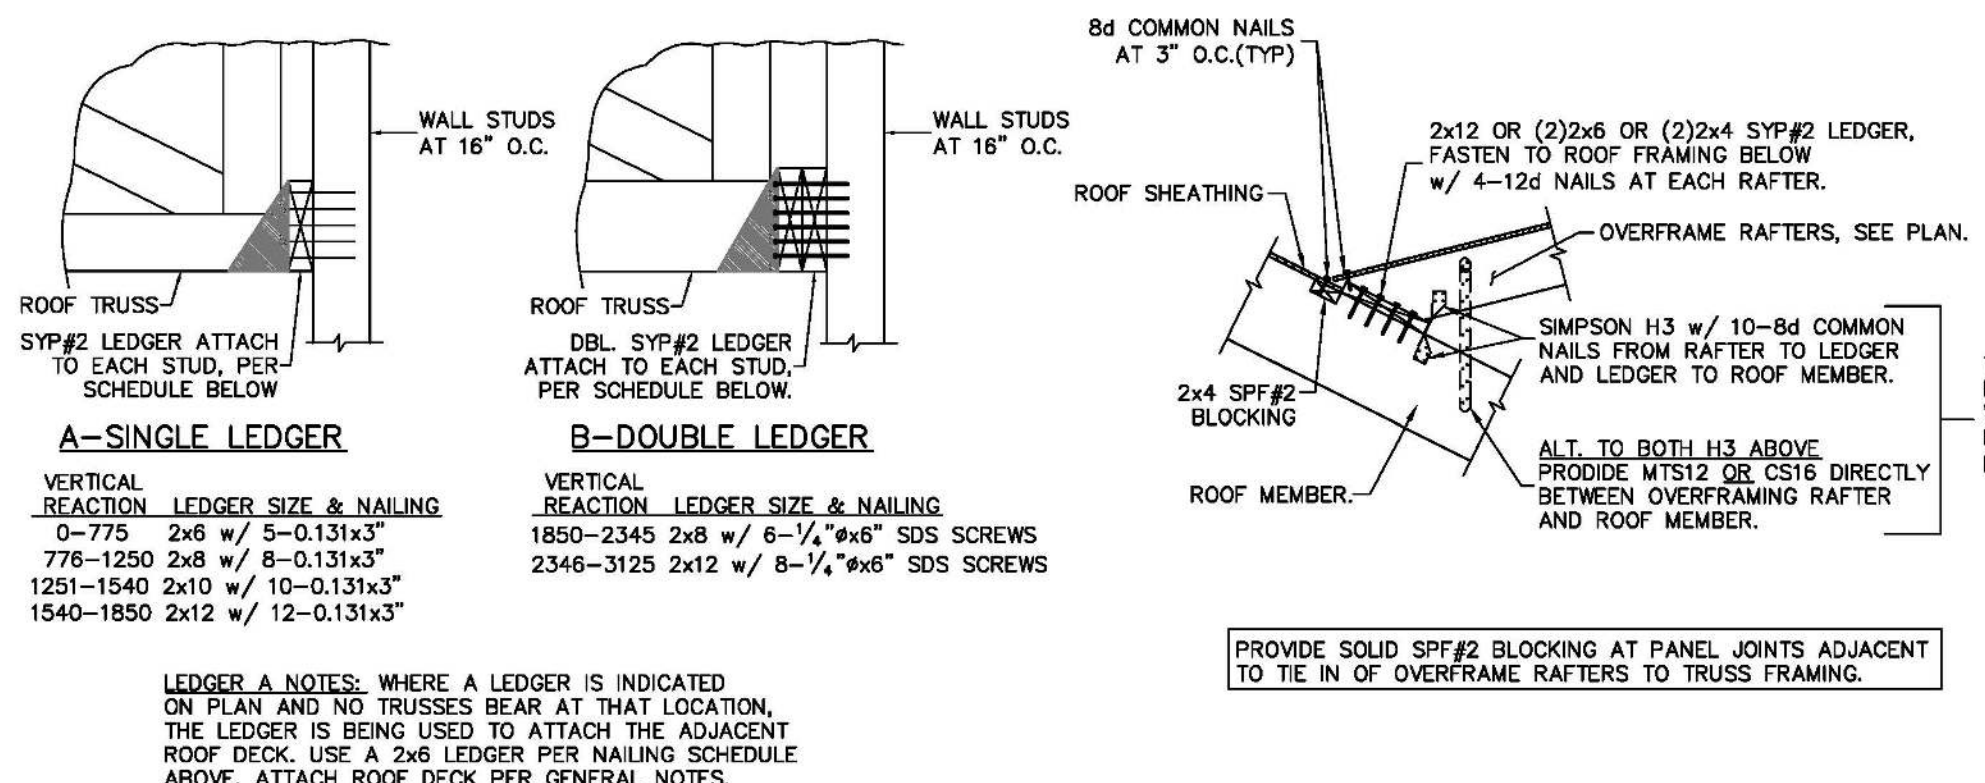 WALL STUDS
AT 16" O.C.
ROOF TRUSS
SYP#2 LEDGER ATTACH
TO EACH STUD, PER
SCHEDULE BELOW
A-SINGLE LEDGER
VERTICAL
REACTION LEDGER SIZE & NAILING
0-775 2x6 w/ 5-0.131x3"
776-1250 2x8 w/ 8-0.131x3"
1251-1540 2x10 w/ 10-0.131x3"
1540-1850 2x12 w/ 12-0.131x3"
WALL STUDS
AT 16" O.C.
ROOF TRUSS
DBL. SYP#2 LEDGER
ATTACH TO EACH STUD,
PER SCHEDULE BELOW.
B-DOUBLE LEDGER
VERTICAL
REACTION LEDGER SIZE & NAILING
1850-2345 2x8 w/ 6-1/4"øx6" SDS SCREWS
2346-3125 2x12 w/ 8-1/4"øx6" SDS SCREWS
LEDGER A NOTES: WHERE A LEDGER IS INDICATED
ON PLAN AND NO TRUSSES BEAR AT THAT LOCATION,
THE LEDGER IS BEING USED TO ATTACH THE ADJACENT
ROOF DECK. USE A 2x6 LEDGER PER NAILING SCHEDULE
ABOVE. ATTACH ROOF DECK PER GENERAL NOTES.
8d COMMON NAILS
AT 3" O.C.(TYP)
2x12 OR (2)2x6 OR (2)2x4 SYP#2 LEDGER,
FASTEN TO ROOF FRAMING BELOW
w/ 4-12d NAILS AT EACH RAFTER.
ROOF SHEATHING
OVERFRAME RAFTERS, SEE PLAN.
SIMPSON H3 w/ 10-8d COMMON
NAILS FROM RAFTER TO LEDGER
AND LEDGER TO ROOF MEMBER.
2x4 SPF#2
BLOCKING
ALT. TO BOTH H3 ABOVE
PRODIDE MTS12 OR CS16 DIRECTLY
BETWEEN OVERFRAMING RAFTER
AND ROOF MEMBER.
ROOF MEMBER.
PROVIDE SOLID SPF#2 BLOCKING AT PANEL JOINTS ADJACENT
TO TIE IN OF OVERFRAME RAFTERS TO TRUSS FRAMING.